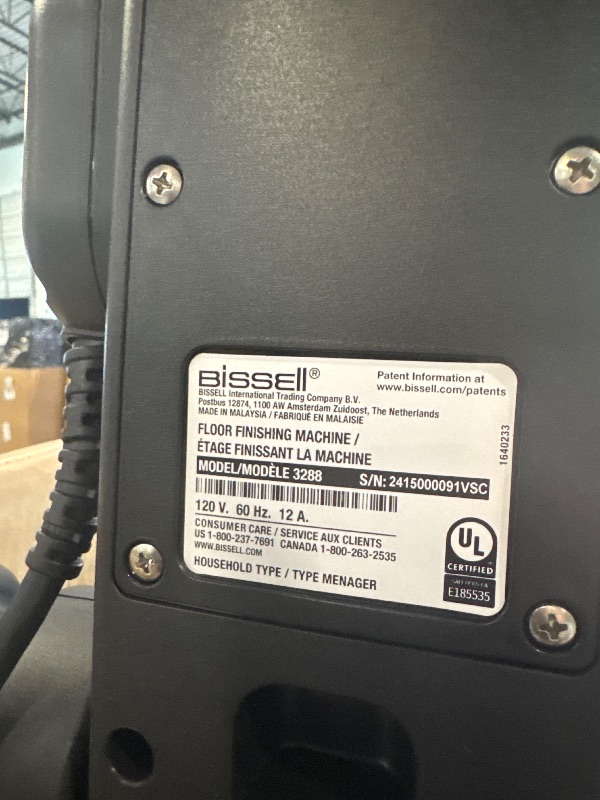 BISSELL®
Patent Information at
www.bissell.com/patents
BISSELL International Trading Company B.V.
Postbus 12874, 1100 AW Amsterdam Zuidoost, The Netherlands
MADE IN MALAYSIA / FABRIQUÉ EN MALAISIE
FLOOR FINISHING MACHINE /
ÉTAGE FINISSANT LA MACHINE
MODEL/MODÈLE 3288 S/N: 2415000091VSC
120 V. 60 Hz. 12 A.
CONSUMER CARE / SERVICE AUX CLIENTS
US 1-800-237-7691 CANADA 1-800-263-2535
WWW.BISSELL.COM
HOUSEHOLD TYPE / TYPE MENAGER
1640233
UL
CERTIFIED
E185535